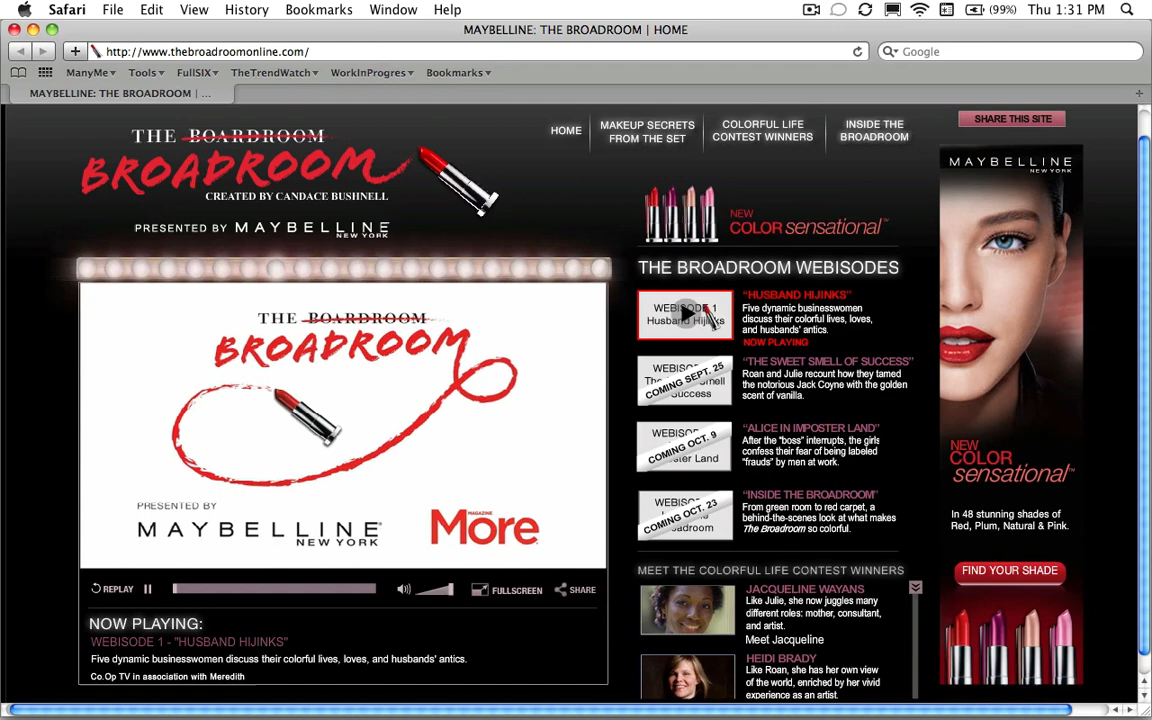 Safari File Edit View History Bookmarks Window Help (99%) Thu 1:31 PM
MAYBELLINE: THE BROADROOM | HOME
http://www.thebroadroomonline.com/ Google
ManyMe Tools FullSIX TheTrendWatch WorkInProgres Bookmarks
MAYBELLINE: THE BROADROOM | ...
THE BOARDROOM
BROADROOM
CREATED BY CANDACE BUSHNELL
PRESENTED BY MAYBELLINE
NEW YORK
HOME
MAKEUP SECRETS
FROM THE SET
COLORFUL LIFE
CONTEST WINNERS
INSIDE THE
BROADROOM
SHARE THIS SITE
NEW
COLOR sensational™
THE BOARDROOM
BROADROOM
PRESENTED BY
MAYBELLINE®
NEW YORK
MAGAZINE
More
REPLAY FULLSCREEN SHARE
NOW PLAYING:
WEBISODE 1 - "HUSBAND HIJINKS"
Five dynamic businesswomen discuss their colorful lives, loves, and husbands' antics.
Co.Op TV in association with Meredith
THE BROADROOM WEBISODES
WEBISODE 1
Husband Hijinks
"HUSBAND HIJINKS"
Five dynamic businesswomen
discuss their colorful lives, loves,
and husbands' antics.
NOW PLAYING
COMING SEPT. 25
Success
"THE SWEET SMELL OF SUCCESS"
Roan and Julie recount how they tamed
the notorious Jack Coyne with the golden
scent of vanilla.
COMING OCT. 9
Land
"ALICE IN IMPOSTER LAND"
After the "boss" interrupts, the girls
confess their fear of being labeled
"frauds" by men at work.
COMING OCT. 23
"INSIDE THE BROADROOM"
From green room to red carpet, a
behind-the-scenes look at what makes
The Broadroom so colorful.
MEET THE COLORFUL LIFE CONTEST WINNERS
JACQUELINE WAYANS
Like Julie, she now juggles many
different roles: mother, consultant,
and artist.
Meet Jacqueline
HEIDI BRADY
Like Roan, she has her own view
of the world, enriched by her vivid
experience as an artist.
MAYBELLINE
NEW YORK
NEW
COLOR
sensational™
In 48 stunning shades of
Red, Plum, Natural & Pink.
FIND YOUR SHADE